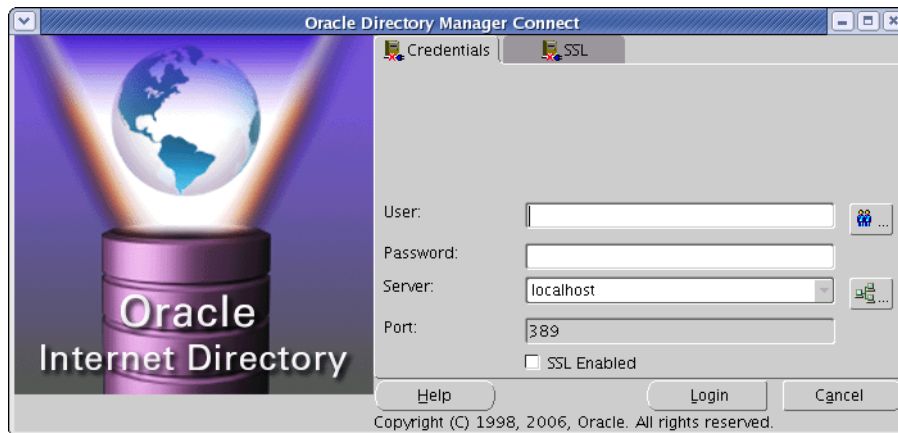 Oracle Directory Manager Connect
Credentials
SSL
User:
Password:
Server:
localhost
Port:
389
SSL Enabled
Oracle
Internet Directory
Help
Login
Cancel
Copyright (C) 1998, 2006, Oracle. All rights reserved.